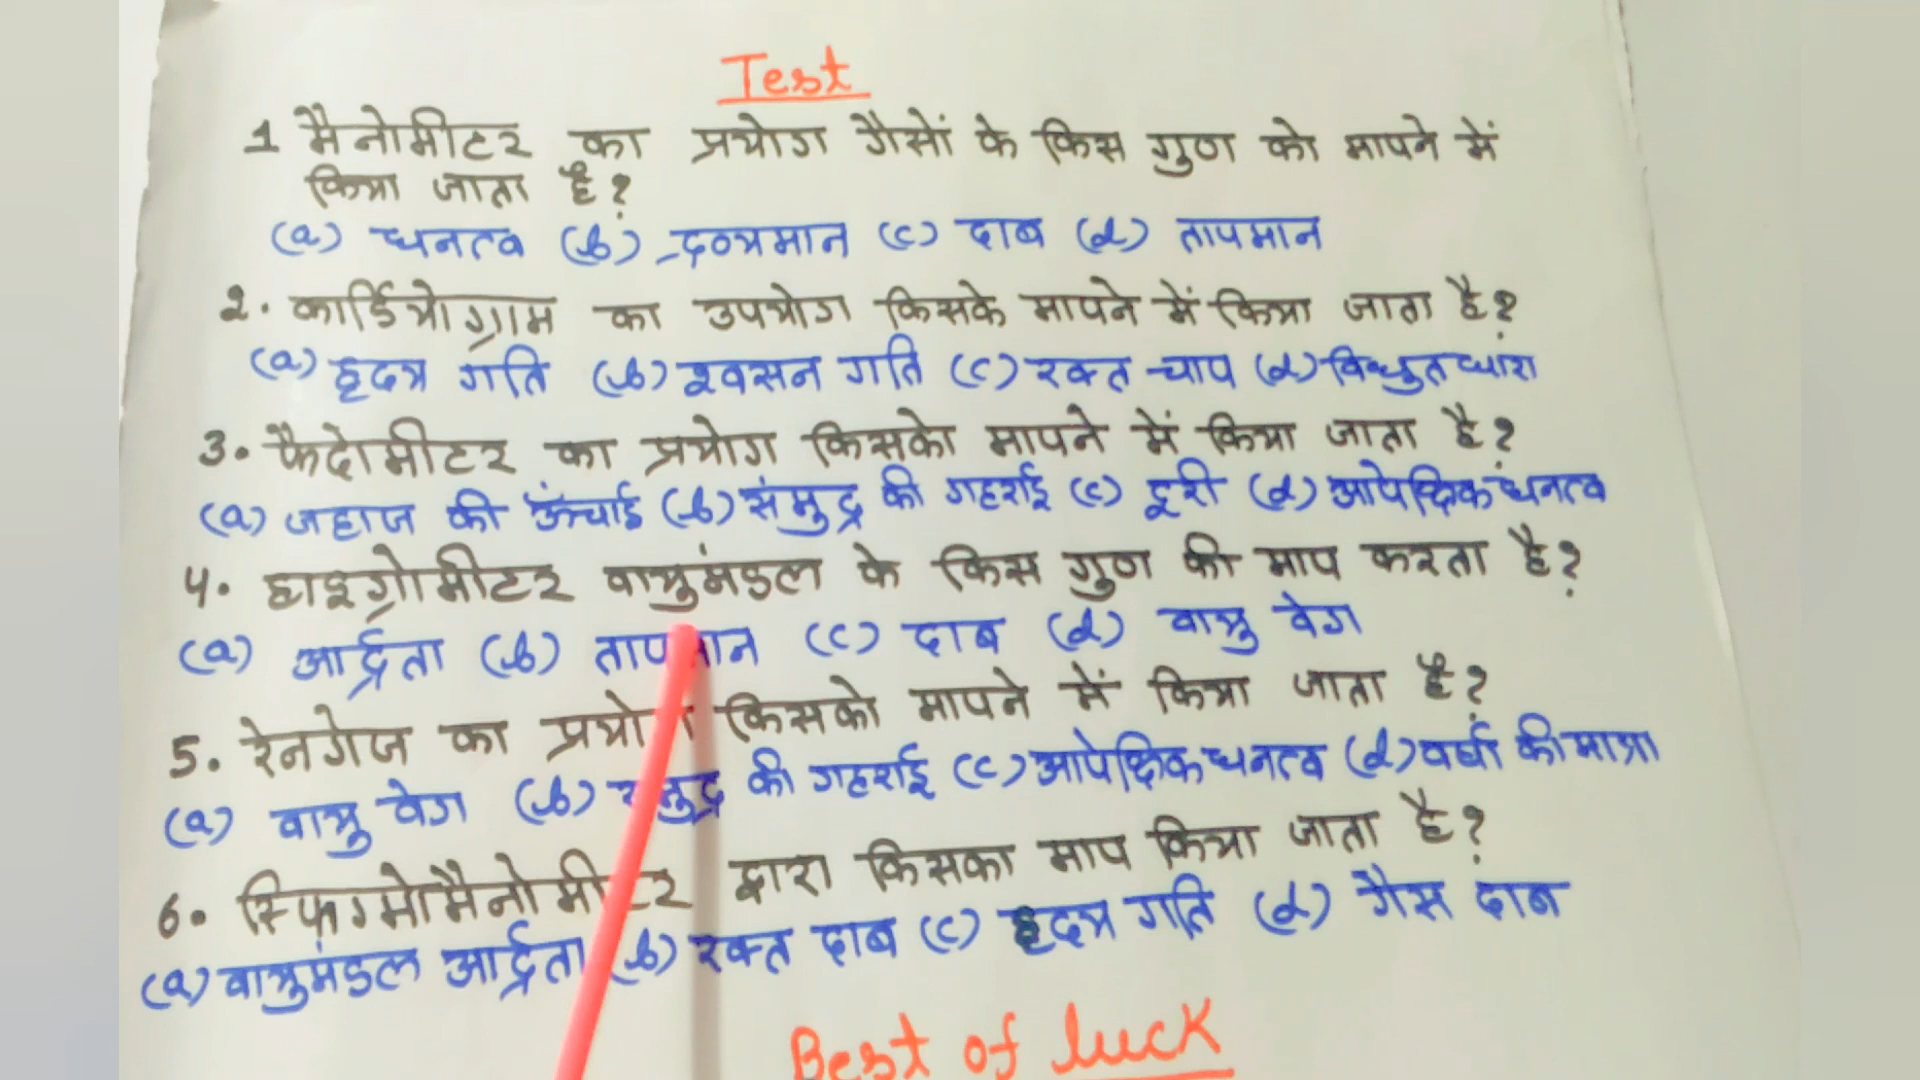 Test
1 मैनोमीटर का प्रयोग गैसों के किस गुण को मापने में
किया जाता है?
(a) घनत्व (b) द्रव्यमान (c) दाब (d) तापमान
2. कार्डियोग्राम का उपयोग किसके मापने में किया जाता है?
(a) हृदय गति (b) श्वसन गति (c) रक्त चाप (d) विध्युत धारा
3. फैदोमीटर का प्रयोग किसको मापने में किया जाता है?
(a) जहाज की ऊंचाई (b) संमुद्र की गहराई (c) दूरी (d) आपेक्षिक घनत्व
4. हाइग्रोमीटर वायुमंडल के किस गुण की माप करता है?
(a) आर्द्रता (b) तापमान (c) दाब (d) वायु वेग
5. रेनगेज का प्रयोग किसको मापने में किया जाता है?
(a) वायु वेग (b) समुद्र की गहराई (c) आपेक्षिक घनत्व (d) वर्षा की मात्रा
6. स्फिग्मोमैनोमीटर द्वारा किसका माप किया जाता है?
(a) वायुमंडल आर्द्रता (b) रक्त दाब (c) हृदय गति (d) गैस दाब
Best of luck